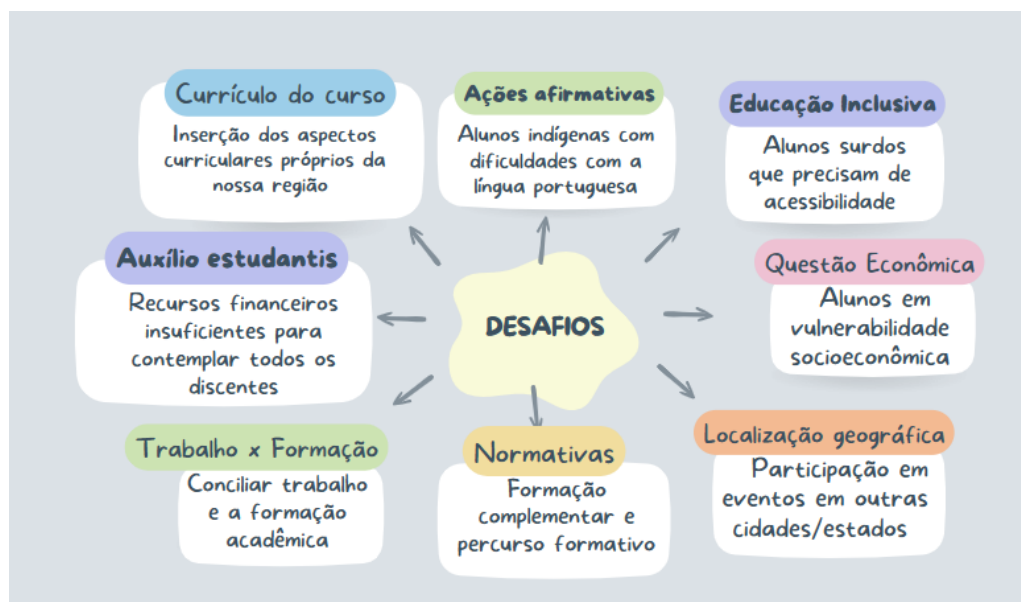 Currículo do curso
Inserção dos aspectos
curriculares próprios da
nossa região
Ações afirmativas
Alunos indígenas com
dificuldades com a
língua portuguesa
Educação Inclusiva
Alunos surdos
que precisam de
acessibilidade
Auxílio estudantis
Recursos financeiros
insuficientes para
contemplar todos os
discentes
DESAFIOS
Questão Econômica
Alunos em
vulnerabilidade
socioeconômica
Trabalho x Formação
Conciliar trabalho
e a formação
acadêmica
Normativas
Formação
complementar e
percurso formativo
Localização geográfica
Participação em
eventos em outras
cidades/estados